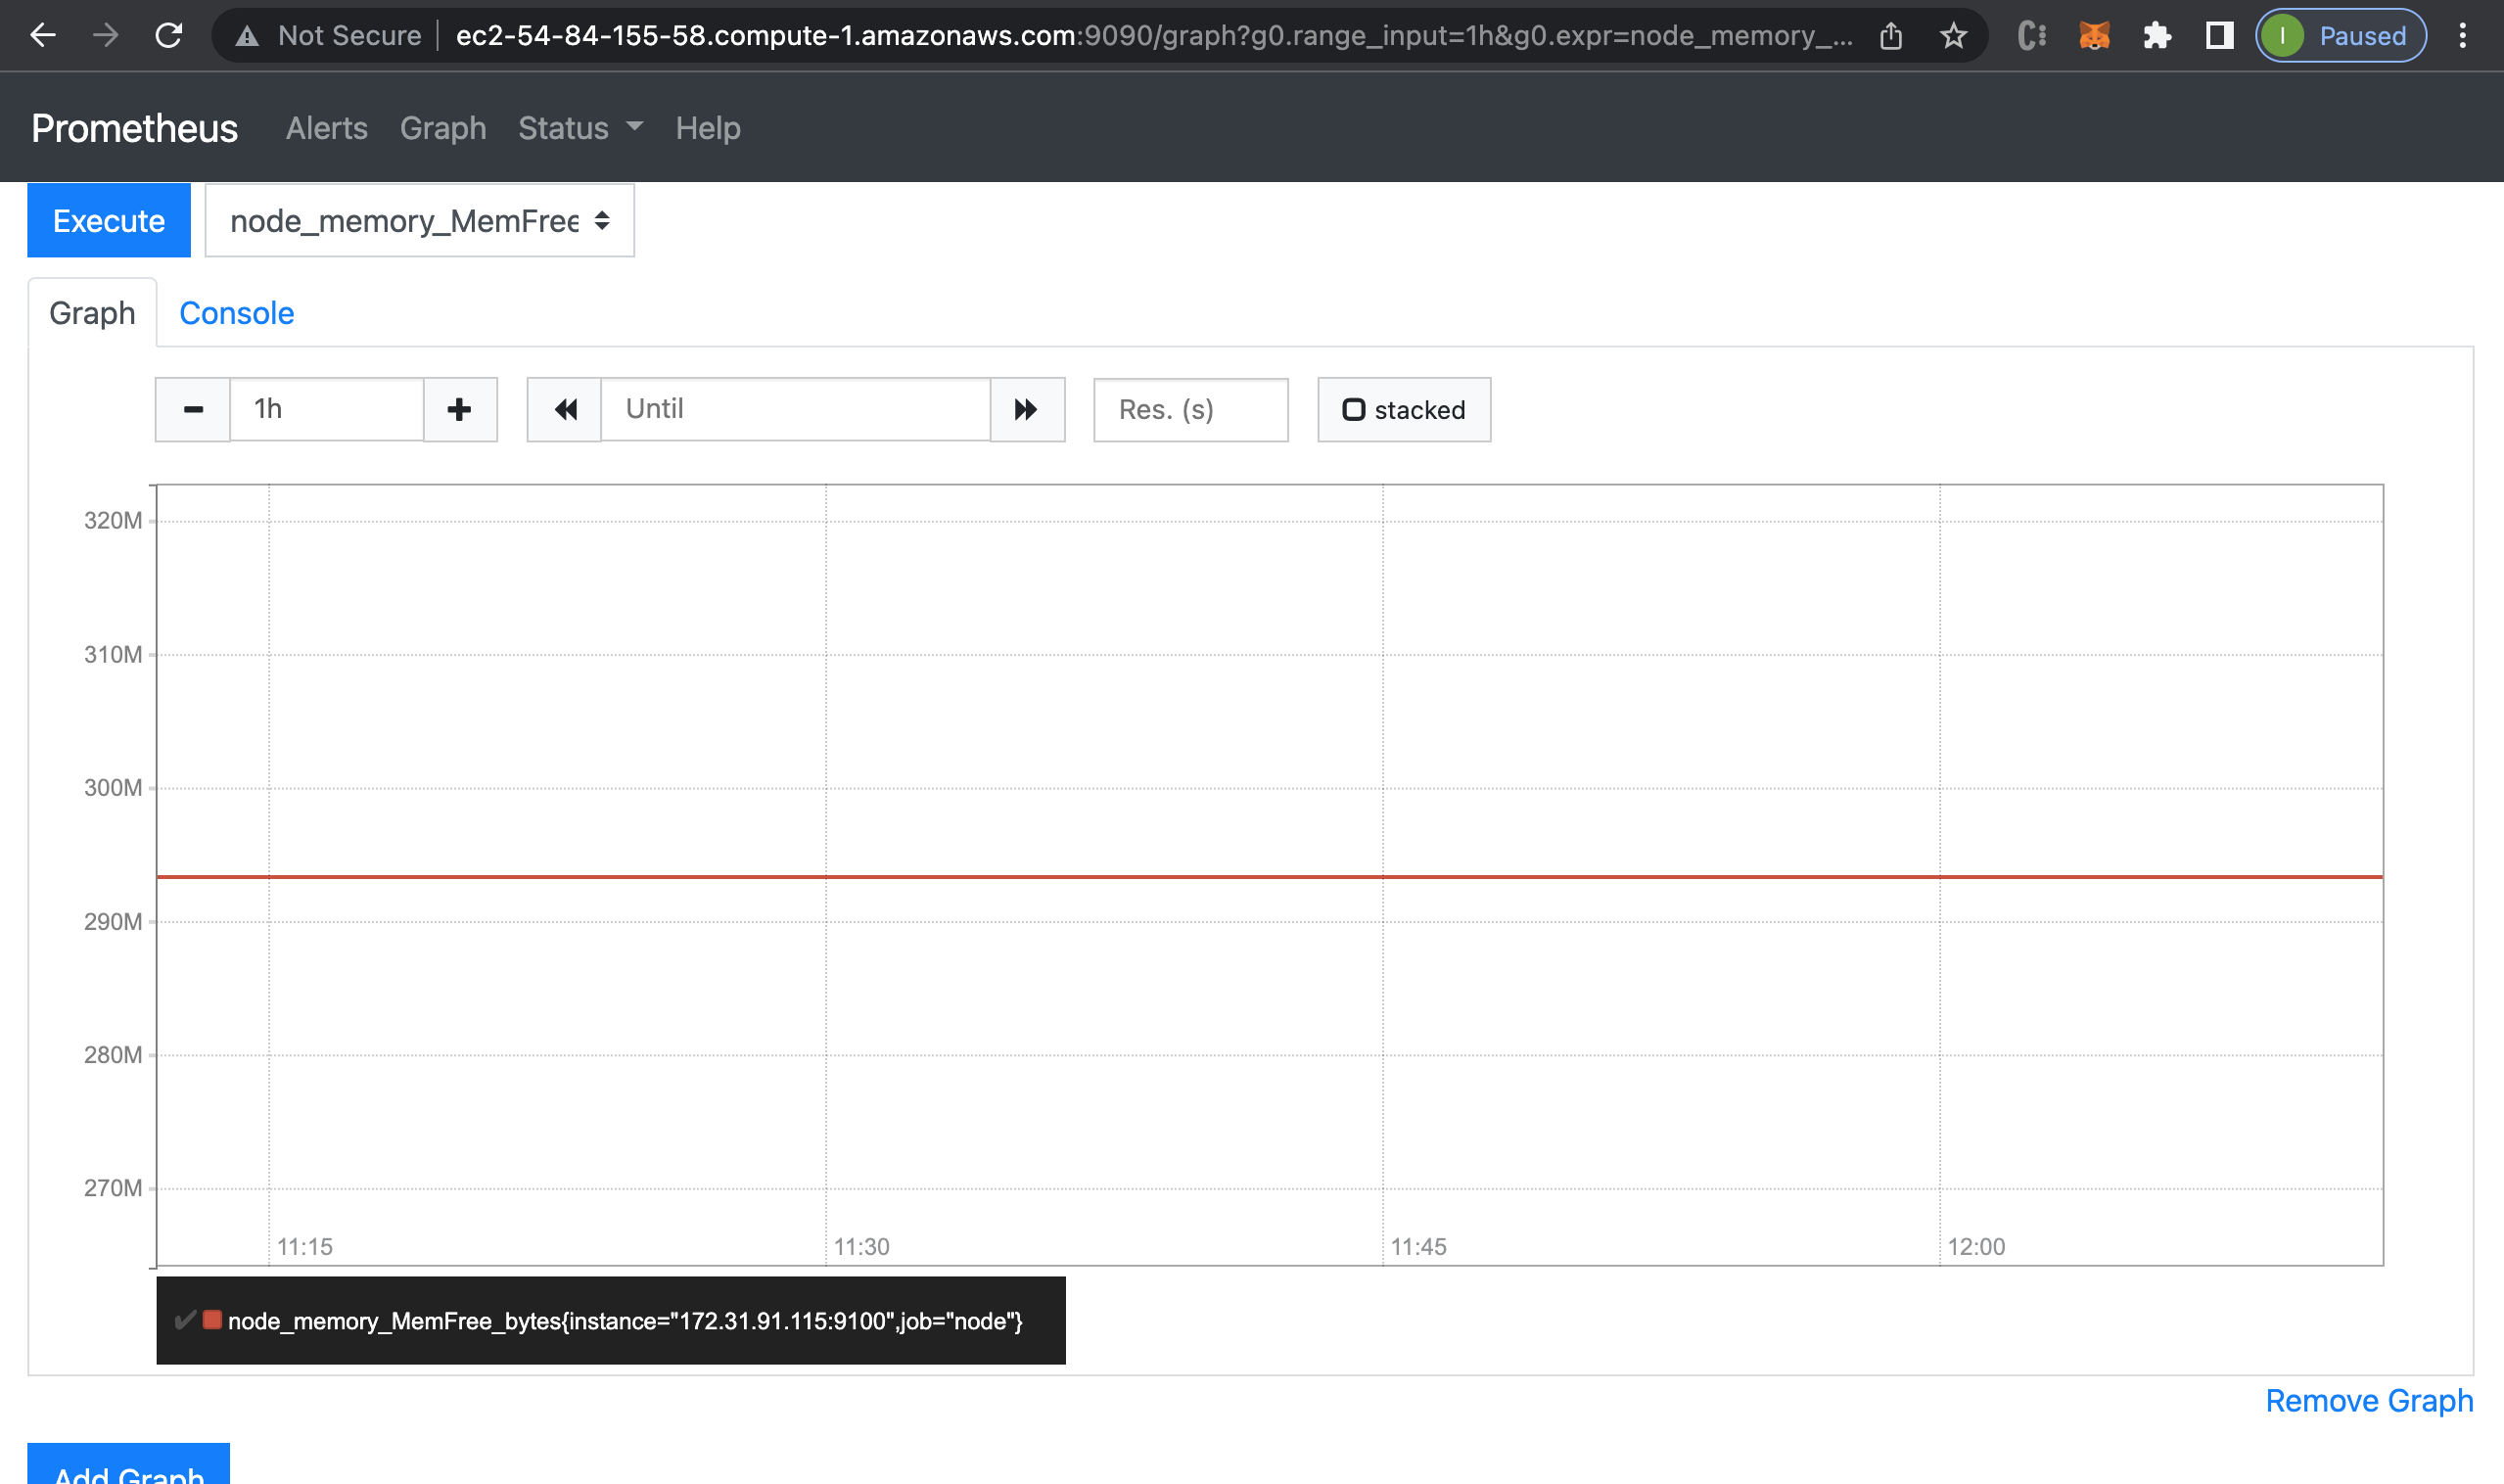 Not Secure ec2-54-84-155-58.compute-1.amazonaws.com:9090/graph?g0.range_input=1h&g0.expr=node_memory_... I Paused
Prometheus Alerts Graph Status Help
Execute node_memory_MemFree
Graph Console
1h Until Res. (s) stacked
320M
310M
300M
290M
280M
270M
11:15 11:30 11:45 12:00
node_memory_MemFree_bytes{instance="172.31.91.115:9100",job="node"}
Remove Graph
Add Graph